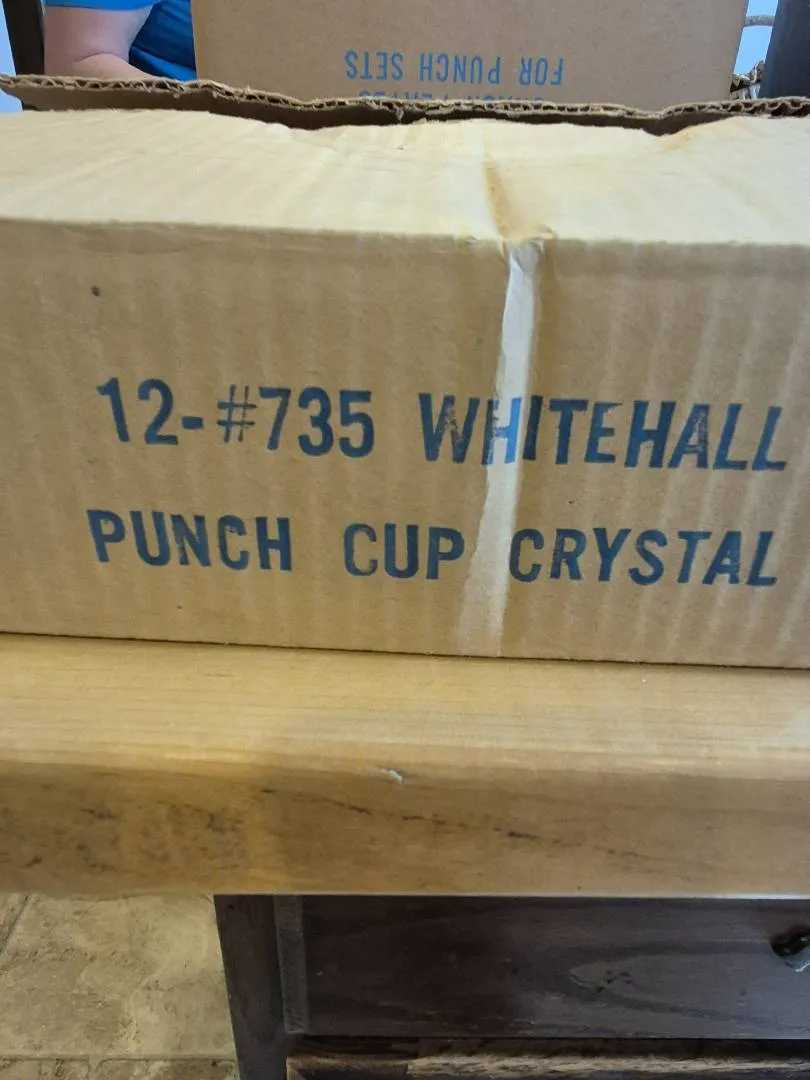 FOR PUNCH SETS
12-#735 WHITEHALL
PUNCH CUP CRYSTAL